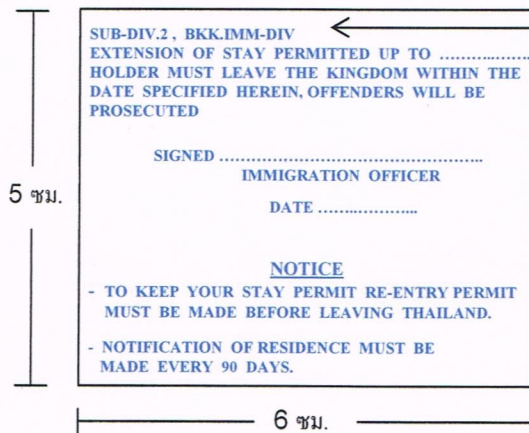 SUB-DIV.2 , BKK.IMM-DIV
EXTENSION OF STAY PERMITTED UP TO .................
HOLDER MUST LEAVE THE KINGDOM WITHIN THE
DATE SPECIFIED HEREIN, OFFENDERS WILL BE
PROSECUTED
SIGNED ..................................................
IMMIGRATION OFFICER
DATE ...................
5 ซม.
NOTICE
- TO KEEP YOUR STAY PERMIT RE-ENTRY PERMIT
MUST BE MADE BEFORE LEAVING THAILAND.
- NOTIFICATION OF RESIDENCE MUST BE
MADE EVERY 90 DAYS.
6 ซม.